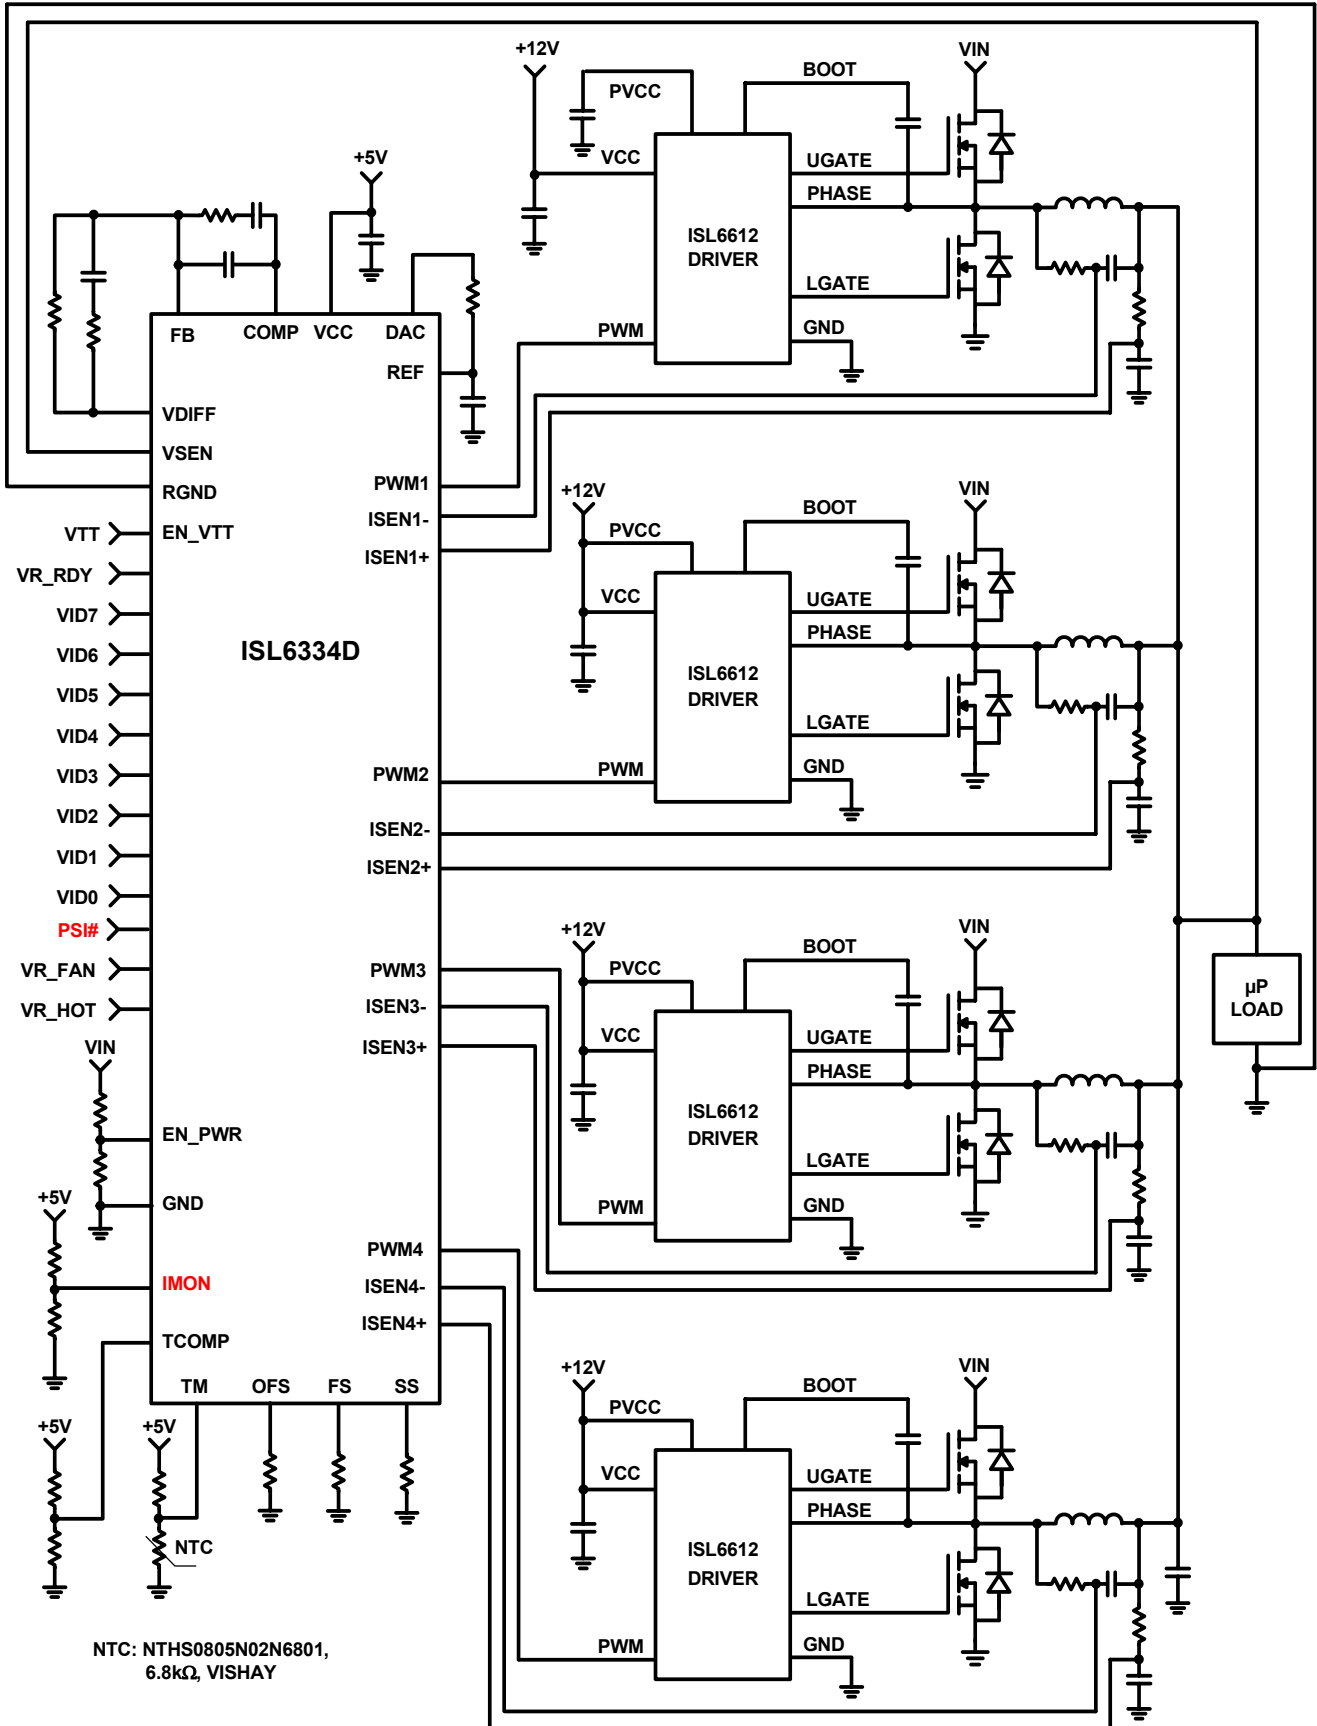 +12V
VIN
BOOT
PVCC
VCC
UGATE
PHASE
ISL6612
DRIVER
LGATE
GND
PWM
+5V
FB
COMP
VCC
DAC
REF
VDIFF
VSEN
RGND
EN_VTT
VTT
VR_RDY
VID7
VID6
VID5
VID4
VID3
VID2
VID1
VID0
PSI#
VR_FAN
VR_HOT
VIN
EN_PWR
GND
+5V
IMON
TCOMP
TM
OFS
FS
SS
+5V
+5V
NTC
ISL6334D
PWM1
ISEN1-
ISEN1+
PWM2
ISEN2-
ISEN2+
PWM3
ISEN3-
ISEN3+
PWM4
ISEN4-
ISEN4+
+12V
VIN
BOOT
PVCC
VCC
UGATE
PHASE
ISL6612
DRIVER
LGATE
GND
PWM
+12V
VIN
BOOT
PVCC
VCC
UGATE
PHASE
ISL6612
DRIVER
LGATE
GND
PWM
µP
LOAD
+12V
VIN
BOOT
PVCC
VCC
UGATE
PHASE
ISL6612
DRIVER
LGATE
GND
PWM
NTC: NTHS0805N02N6801,
6.8kΩ, VISHAY